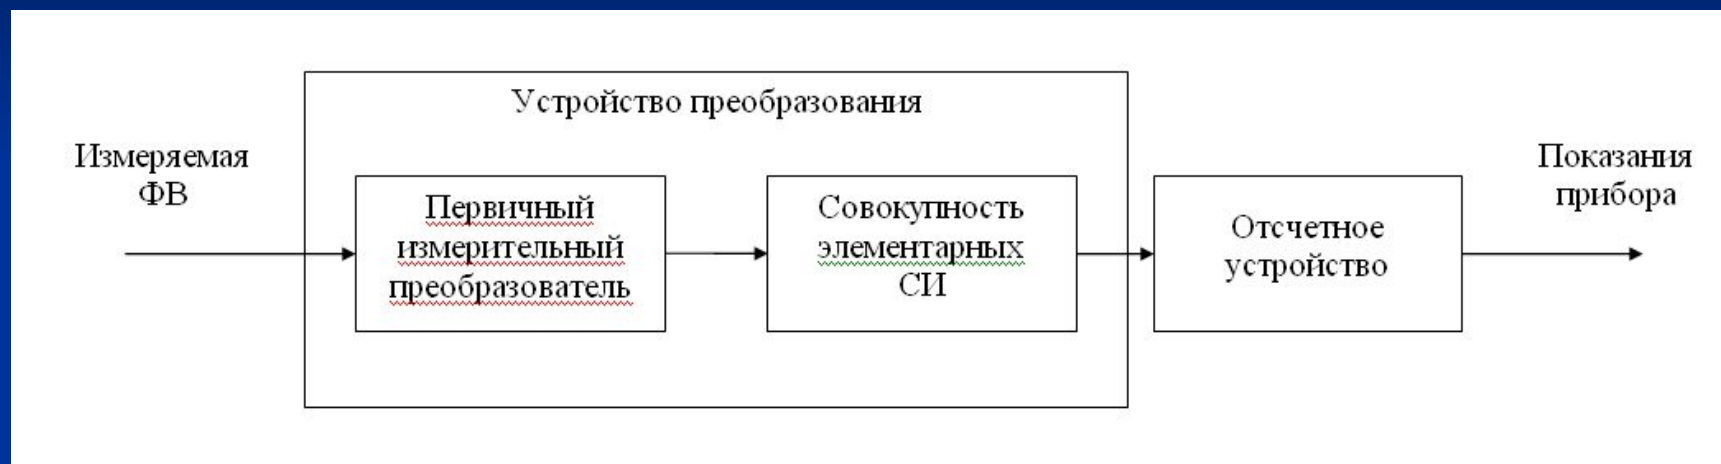 Устройство преобразования
Измеряемая
ФВ
Первичный
измерительный
преобразователь
Совокупность
элементарных
СИ
Отсчетное
устройство
Показания
прибора